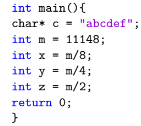 int main(){
char* c = "abcdef";
int m = 11148;
int x = m/8;
int y = m/4;
int z = m/2;
return 0;
}